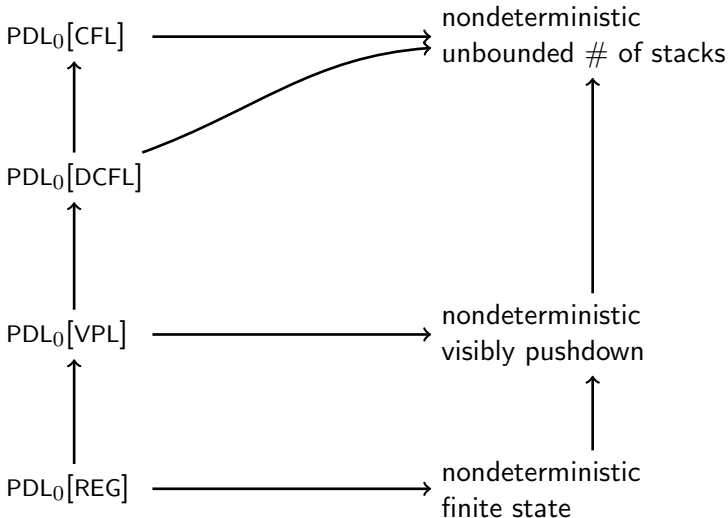 PDL₀[CFL]
nondeterministic
unbounded # of stacks
PDL₀[DCFL]
PDL₀[VPL]
nondeterministic
visibly pushdown
PDL₀[REG]
nondeterministic
finite state